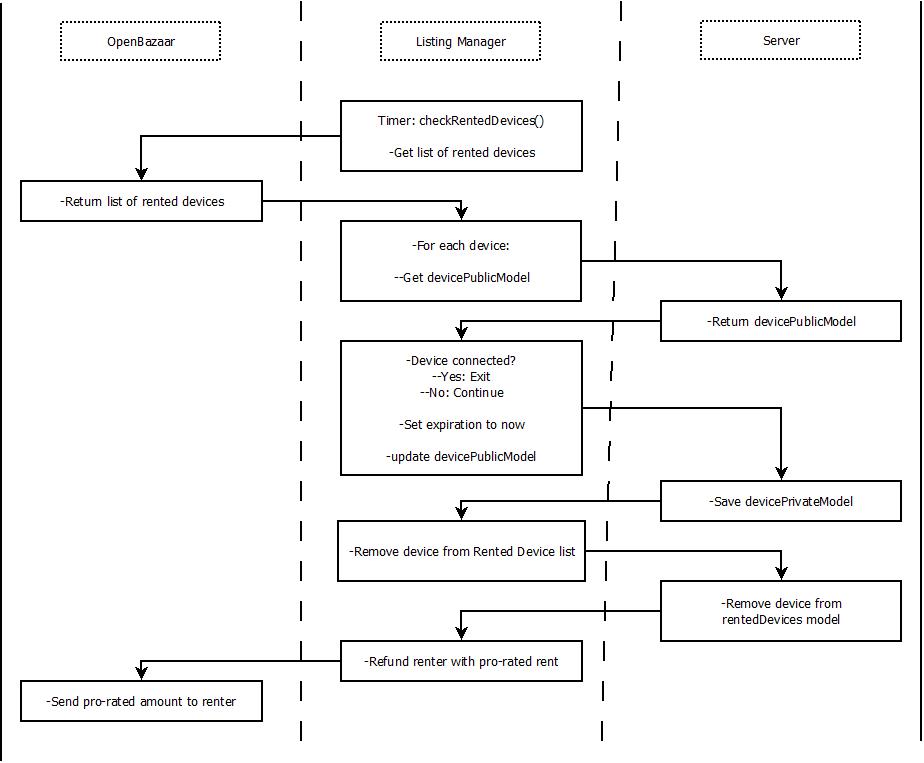 OpenBazaar
Listing Manager
Server
Timer: checkRentedDevices()
-Get list of rented devices
-Return list of rented devices
-For each device:
--Get devicePublicModel
-Return devicePublicModel
-Device connected?
--Yes: Exit
--No: Continue
-Set expiration to now
-update devicePublicModel
-Save devicePrivateModel
-Remove device from Rented Device list
-Remove device from
rentedDevices model
-Refund renter with pro-rated rent
-Send pro-rated amount to renter